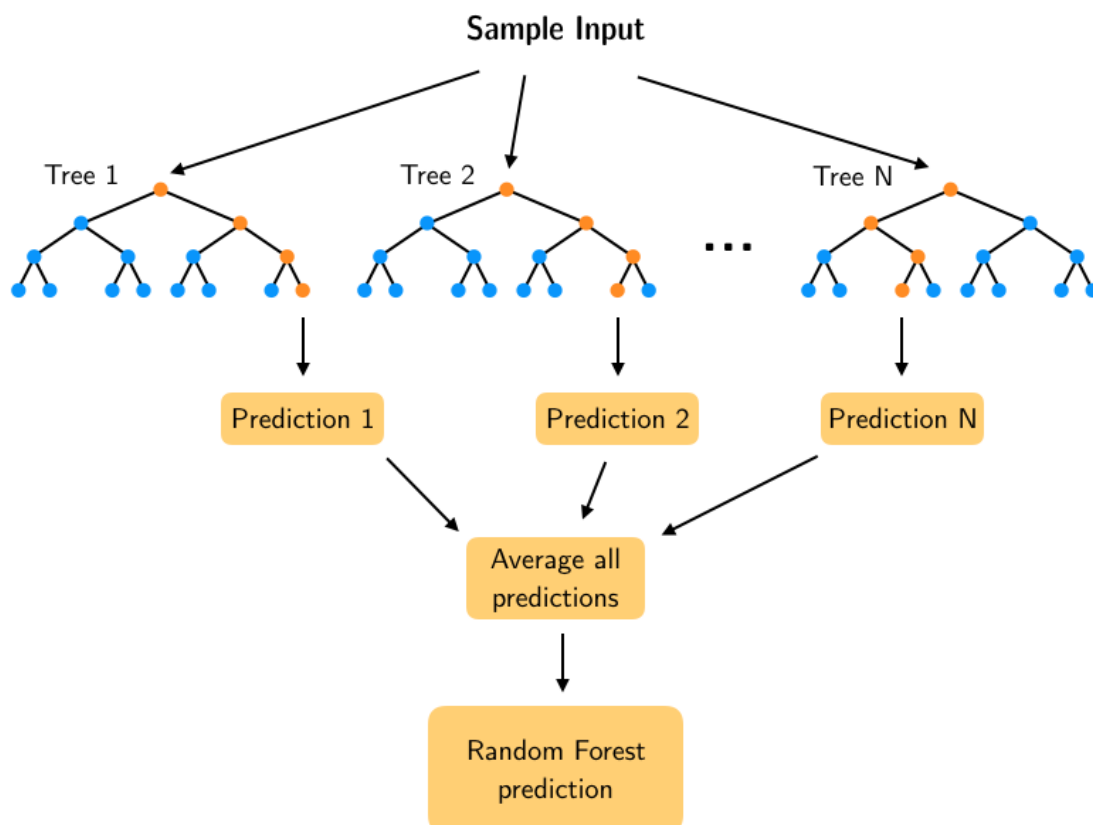 Sample Input
Tree 1
Tree 2
Tree N
...
Prediction 1
Prediction 2
Prediction N
Average all
predictions
Random Forest
prediction